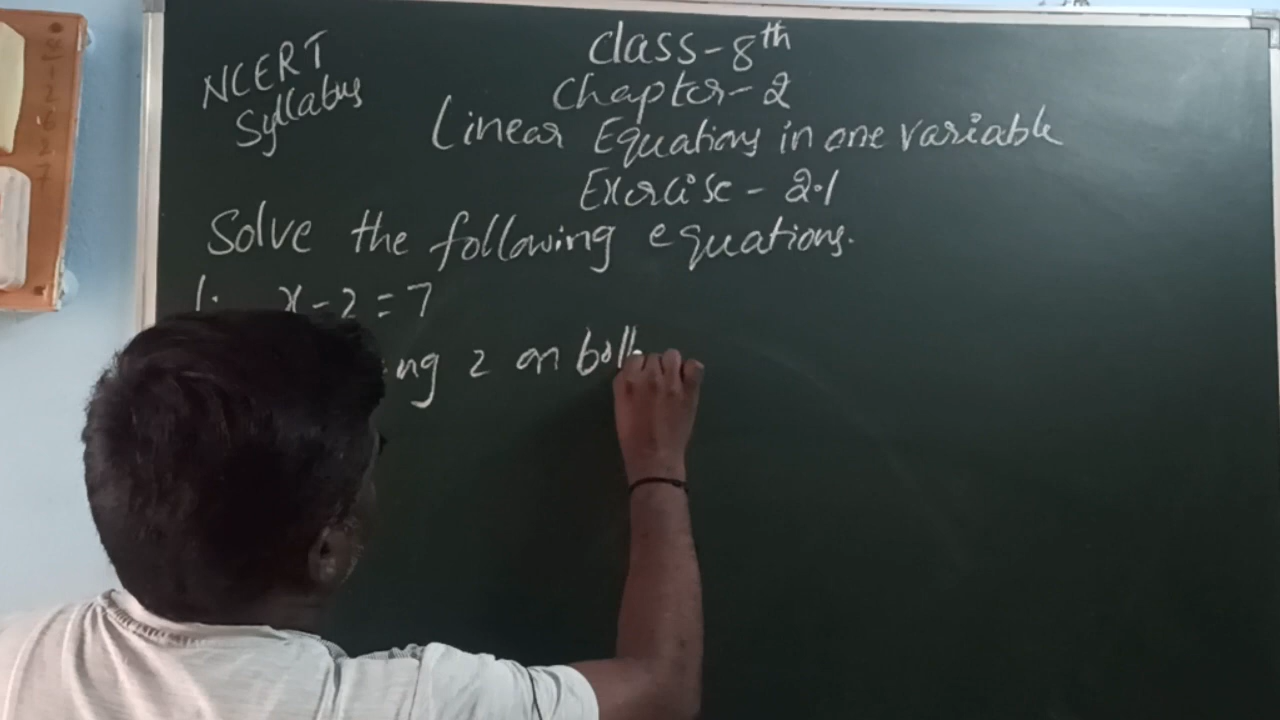 NCERT
Syllabus
Class-8th
Chapter-2
Linear Equations in one variable
Exercise-2.1
Solve the following equations.
1. x-2=7
ng 2 on both